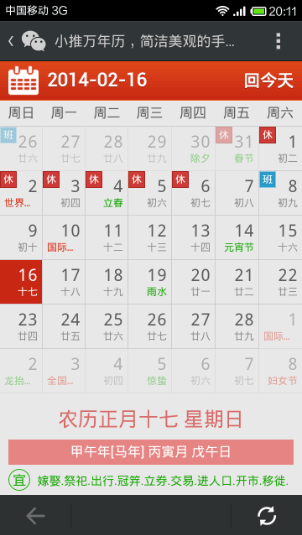 中国移动 3G 20:11
小推万年历，简洁美观的手...
2014-02-16 回今天
周日 周一 周二 周三 周四 周五 周六
班 休 休
26 27 28 29 30 31 1
廿六 廿七 廿八 廿九 除夕 春节 初二
休 休 休 休 休 班
2 3 4 5 6 7 8
世界... 初四 立春 初六 初七 初八 初九
9 10 11 12 13 14 15
初十 国际... 十二 十三 十四 元宵节 十六
16 17 18 19 20 21 22
十七 十八 十九 雨水 廿一 廿二 廿三
23 24 25 26 27 28 1
廿四 廿五 廿六 廿七 廿八 廿九 国际...
2 3 4 5 6 7 8
龙抬... 全国... 初四 惊蛰 初六 初七 妇女节
农历正月十七 星期日
甲午年[马年] 丙寅月 戊午日
宜 嫁娶.祭祀.出行.冠笄.立券.交易.进人口.开市.移徙.